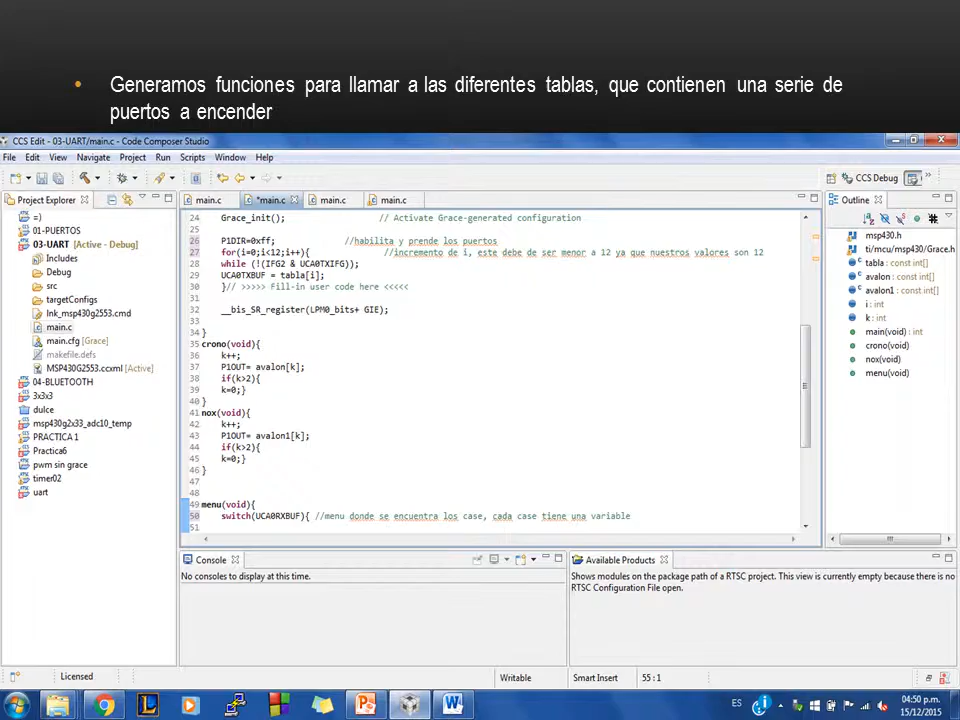 • Generamos funciones para llamar a las diferentes tablas, que contienen una serie de
puertos a encender
CCS Edit - 03-UART/main.c - Code Composer Studio
File Edit View Navigate Project Run Scripts Window Help
CCS Debug
Project Explorer
main.c *main.c main.c main.c
Outline
=)
01-PUERTOS
03-UART [Active - Debug]
Includes
Debug
src
targetConfigs
lnk_msp430g2553.cmd
main.c
main.cfg [Grace]
makefile.defs
MSP430G2553.ccxml [Active]
04-BLUETOOTH
3x3x3
dulce
msp430g2x33_adc10_temp
PRACTICA 1
Practica6
pwm sin grace
timer02
uart
24 Grace_init(); // Activate Grace-generated configuration
25
26 P1DIR=0xff; //habilita y prende los puertos
27 for(i=0;i<12;i++){ //incremento de i, este debe de ser menor a 12 ya que nuestros valores son 12
28 while (!(IFG2 & UCA0TXIFG));
29 UCA0TXBUF = tabla[i];
30 }// >>>>> Fill-in user code here <<<<<
31
32 __bis_SR_register(LPM0_bits+ GIE);
33
34 }
35 crono(void){
36 k++;
37 P1OUT= avalon[k];
38 if(k>2){
39 k=0;}
40 }
41 nox(void){
42 k++;
43 P1OUT= avalon1[k];
44 if(k>2){
45 k=0;}
46 }
47
48
49 menu(void){
50 switch(UCA0RXBUF){ //menu donde se encuentra los case, cada case tiene una variable
51
msp430.h
ti/mcu/msp430/Grace.h
tabla : const int[]
avalon : const int[]
avalon1 : const int[]
i : int
k : int
main(void) : int
crono(void)
nox(void)
menu(void)
Console
No consoles to display at this time.
Available Products
Shows modules on the package path of a RTSC project. This view is currently empty because there is no
RTSC Configuration File open.
Licensed
Writable
Smart Insert
55 : 1
ES
04:50 p.m.
15/12/2015